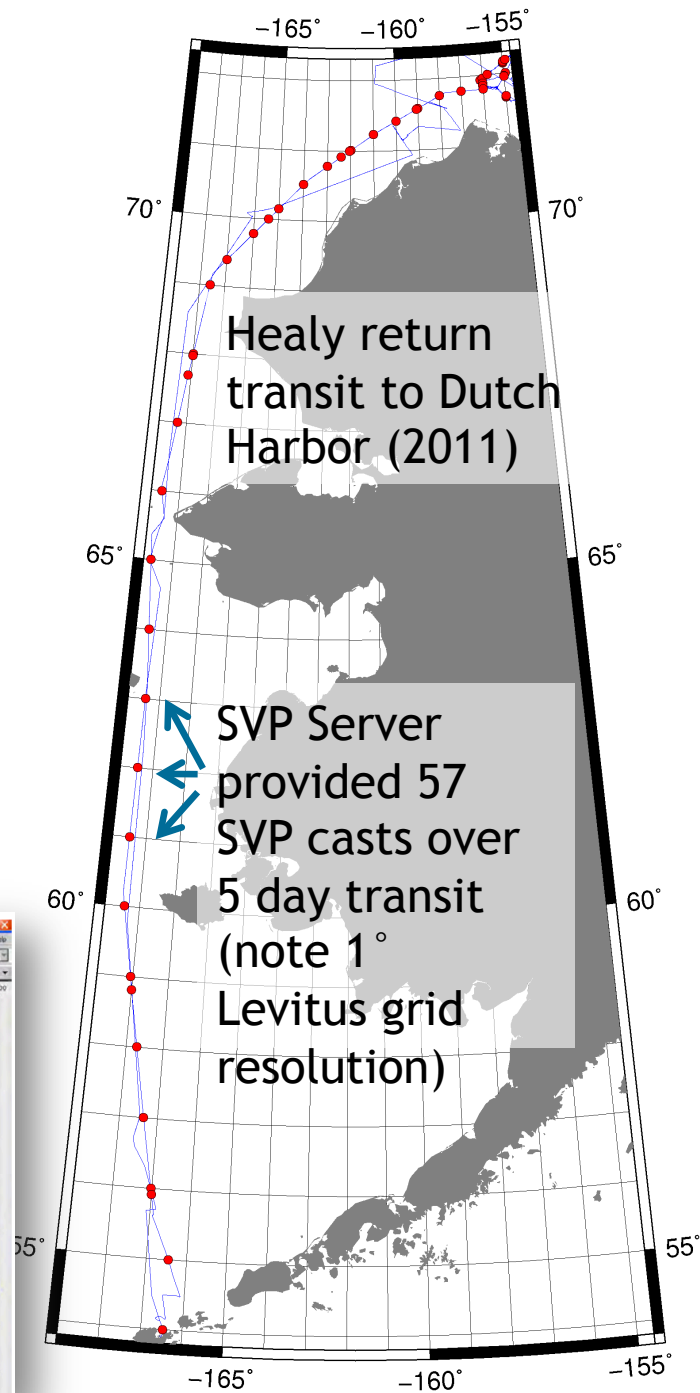 −165˚ −160˚ −155˚
70˚ 70˚
Healy return
transit to Dutch
Harbor (2011)
65˚ 65˚
SVP Server
provided 57
SVP casts over
5 day transit
(note 1˚
Levitus grid
resolution)
60˚ 60˚
55˚ 55˚
−165˚ −160˚ −155˚